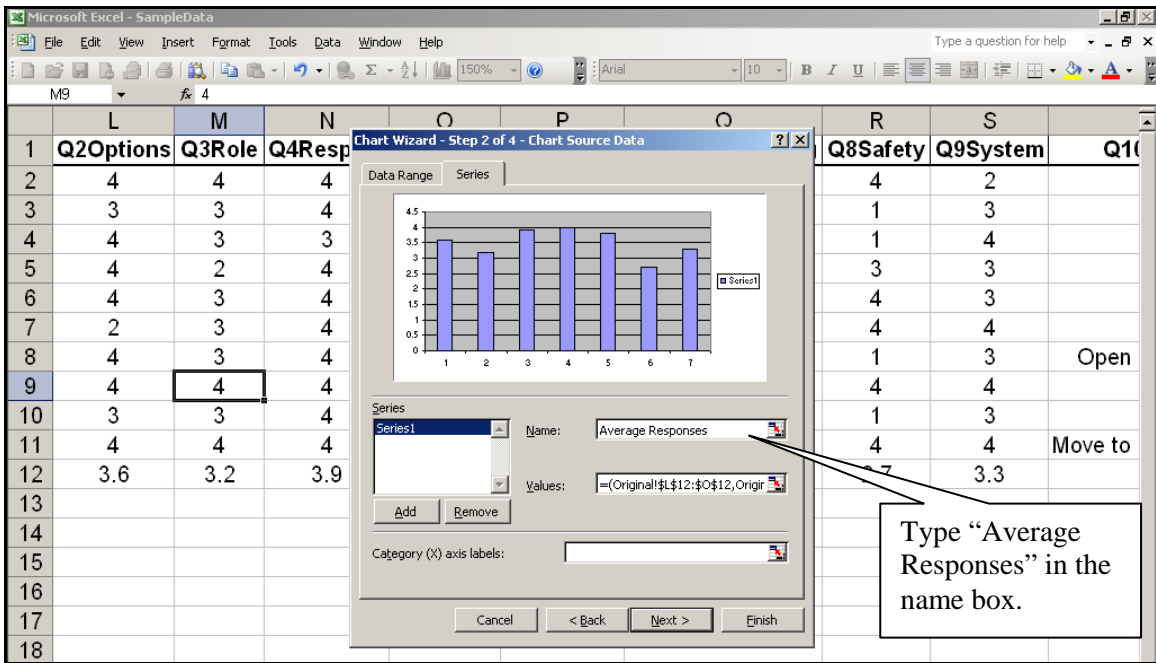 Microsoft Excel - SampleData
File Edit View Insert Format Tools Data Window Help Type a question for help
150% Arial 10 B I U A
M9 fx 4
L M N O P Q R S
1 Q2Options Q3Role Q4Resp Q8Safety Q9System Q10
2 4 4 4 4 2
3 3 3 4 1 3
4 4 3 3 1 4
5 4 2 4 3 3
6 4 3 4 4 3
7 2 3 4 4 4
8 4 3 4 1 3 Open
9 4 4 4 4 4
10 3 3 4 1 3
11 4 4 4 4 4 Move to
12 3.6 3.2 3.9 3.3
13
14
15
16
17
18
Chart Wizard - Step 2 of 4 - Chart Source Data
Data Range Series
4.5
4
3.5
3
2.5
2
1.5
1
0.5
0
1 2 3 4 5 6 7
Series1
Series
Series1
Name: Average Responses
Values: =(Original!$L$12:$O$12,Origir
Add Remove
Category (X) axis labels:
Cancel < Back Next > Finish
Type “Average
Responses” in the
name box.